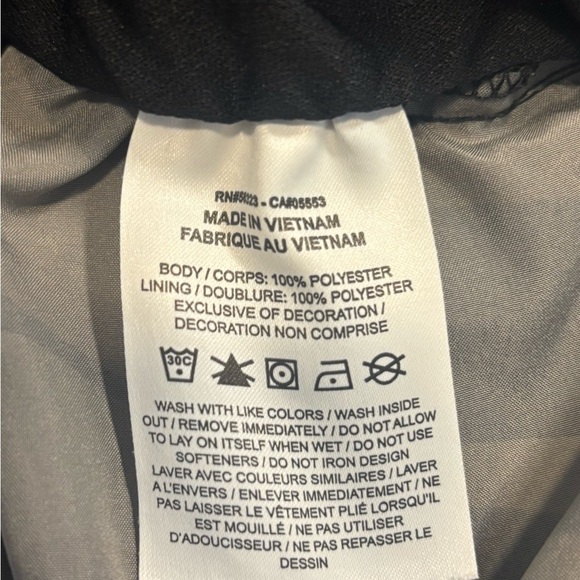 CA#05553
MADE IN VIETNAM
FABRIQUE AU VIETNAM
BODY / CORPS: 100% POLYESTER
LINING / DOUBLURE: 100% POLYESTER
EXCLUSIVE OF DECORATION /
DECORATION NON COMPRISE
30C
WASH WITH LIKE COLORS / WASH INSIDE
OUT / REMOVE IMMEDIATELY / DO NOT ALLOW
TO LAY ON ITSELF WHEN WET / DO NOT USE
SOFTENERS / DO NOT IRON DESIGN
LAVER AVEC COULEURS SIMILAIRES / LAVER
A L'ENVERS / ENLEVER IMMEDIATEMENT / NE
PAS LAISSER LE VÊTEMENT PLIÉ LORSQU'IL
EST MOUILLÉ / NE PAS UTILISER
D'ADOUCISSEUR / NE PAS REPASSER LE
DESSIN